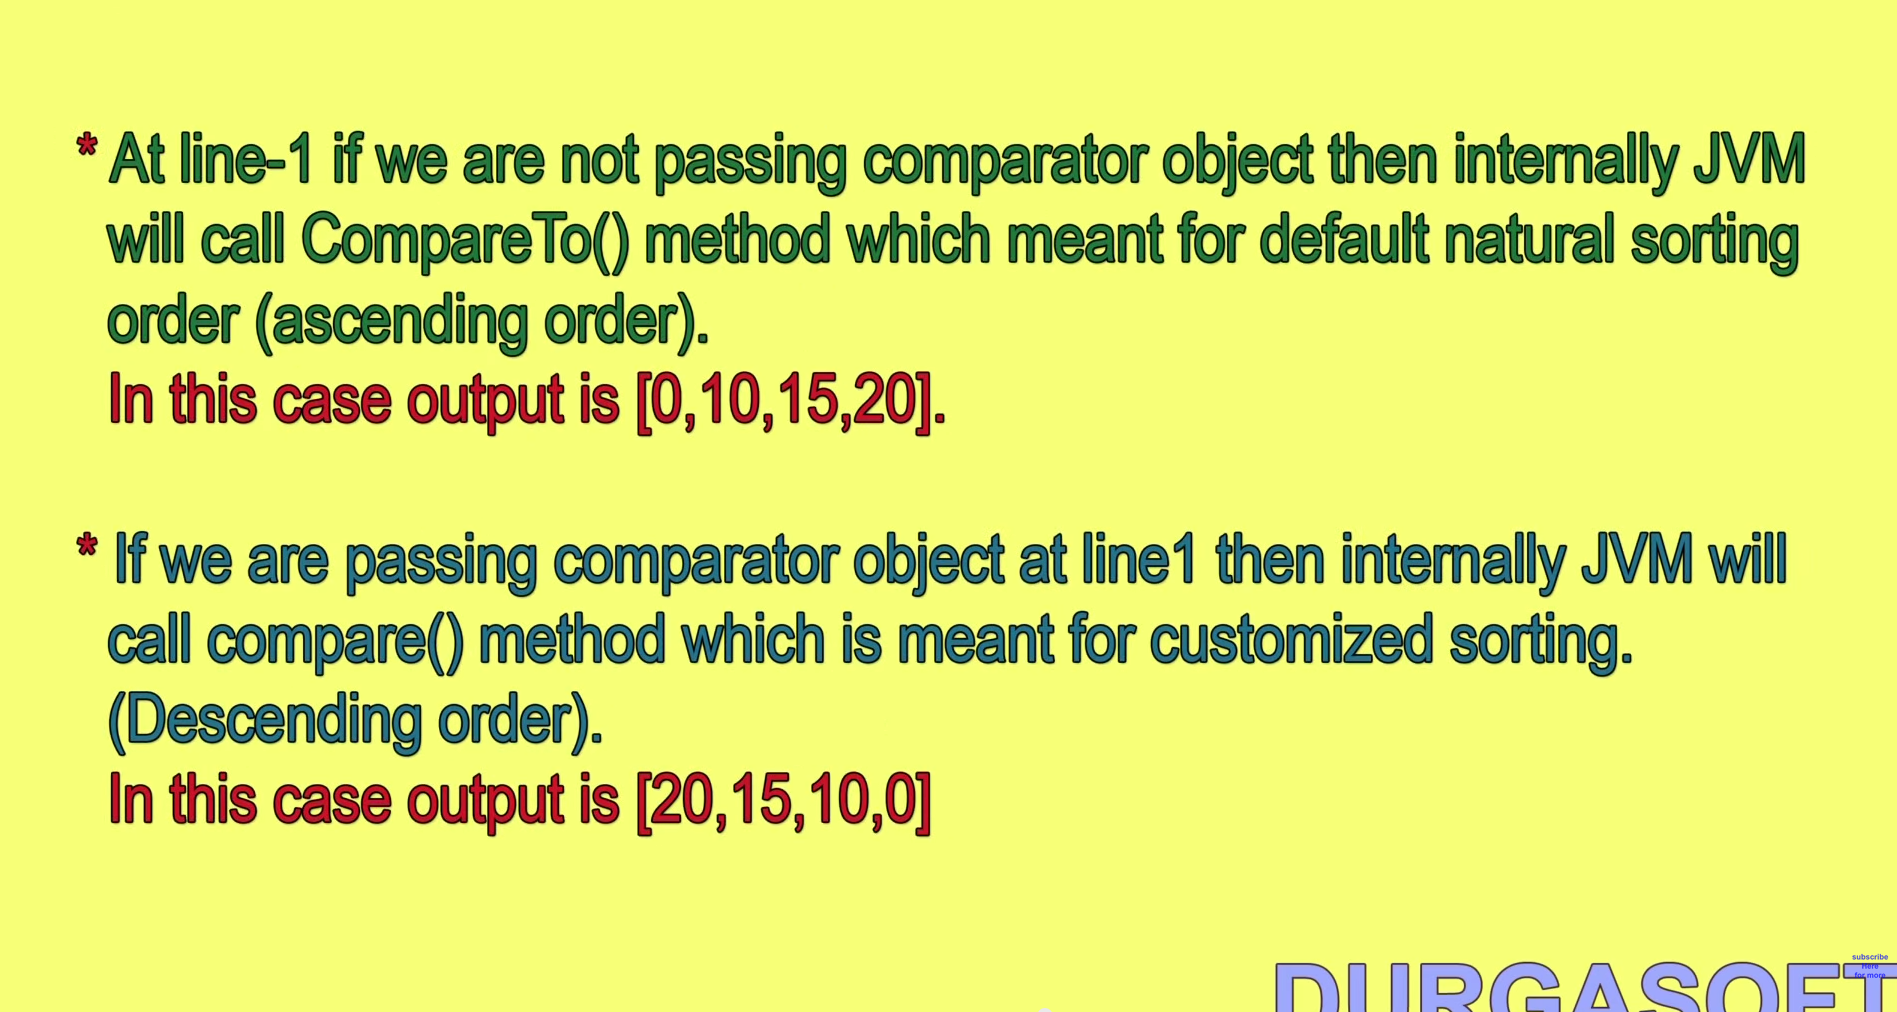 * At line-1 if we are not passing comparator object then internally JVM
will call CompareTo() method which meant for default natural sorting
order (ascending order).
In this case output is [0,10,15,20].
* If we are passing comparator object at line1 then internally JVM will
call compare() method which is meant for customized sorting.
(Descending order).
In this case output is [20,15,10,0]
subscribe
Here
for more
DURGASOFT